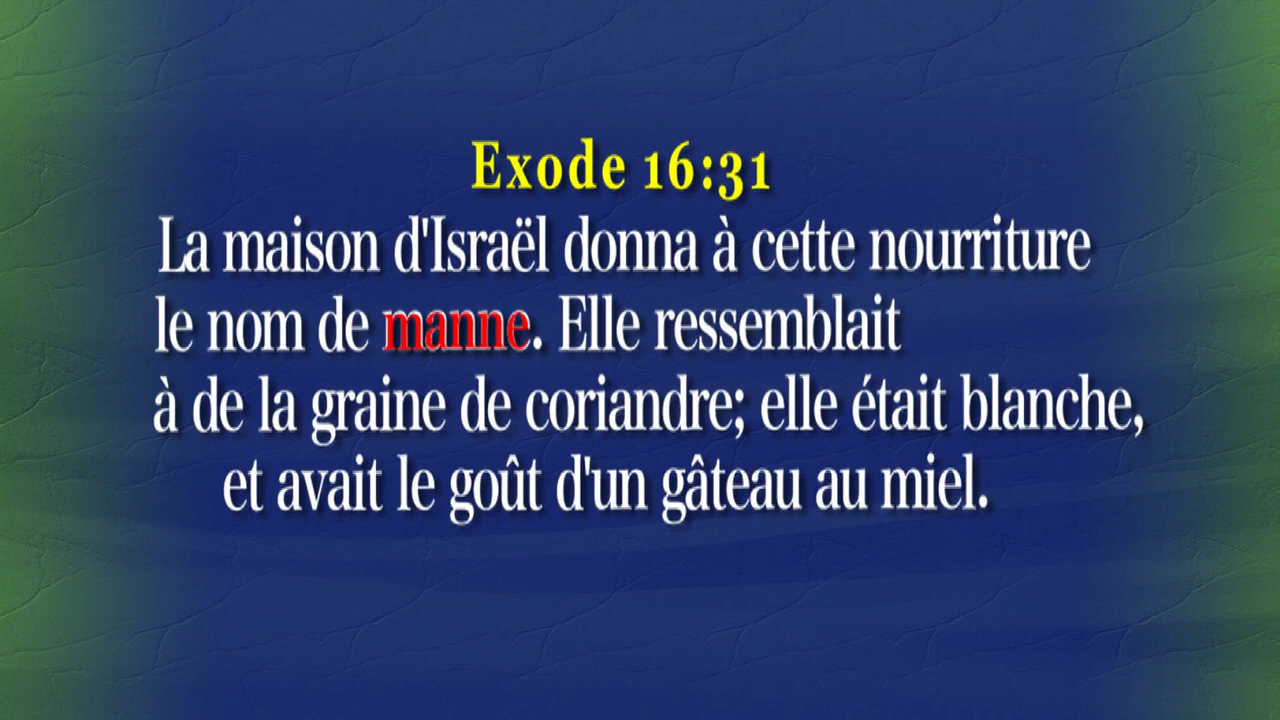 Exode 16:31
La maison d'Israël donna à cette nourriture
le nom de manne. Elle ressemblait
à de la graine de coriandre; elle était blanche,
et avait le goût d'un gâteau au miel.